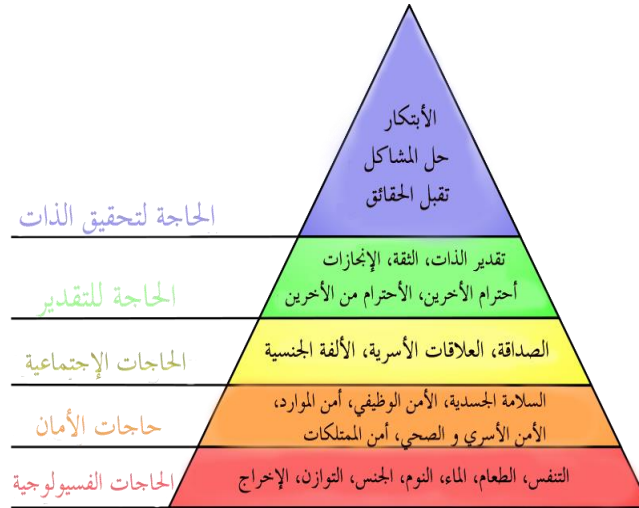 الأبتكار
حل المشاكل
تقبل الحقائق
الحاجة لتحقيق الذات
تقدير الذات، الثقة، الإنجازات
أحترام الأخرين، الأحترام من الأخرين
الحاجة للتقدير
الصداقة، العلاقات الأسرية، الألفة الجنسية
الحاجات الإجتماعية
السلامة الجسدية، الأمن الوظيفي، أمن الموارد،
الأمن الأسري و الصحي، أمن الممتلكات
حاجات الأمان
التنفس، الطعام، الماء، النوم، الجنس، التوازن، الإخراج
الحاجات الفسيولوجية